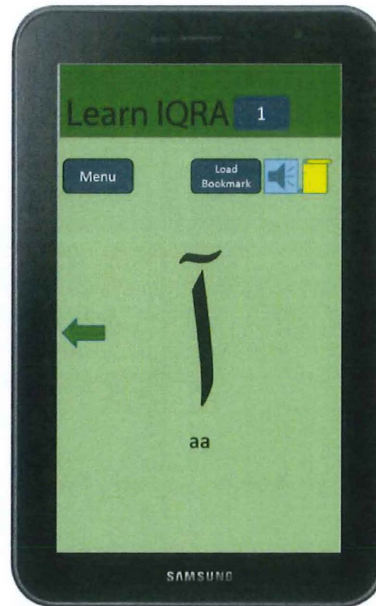 Learn IQRA 1
Menu
Load
Bookmark
آ
aa
SAMSUNG